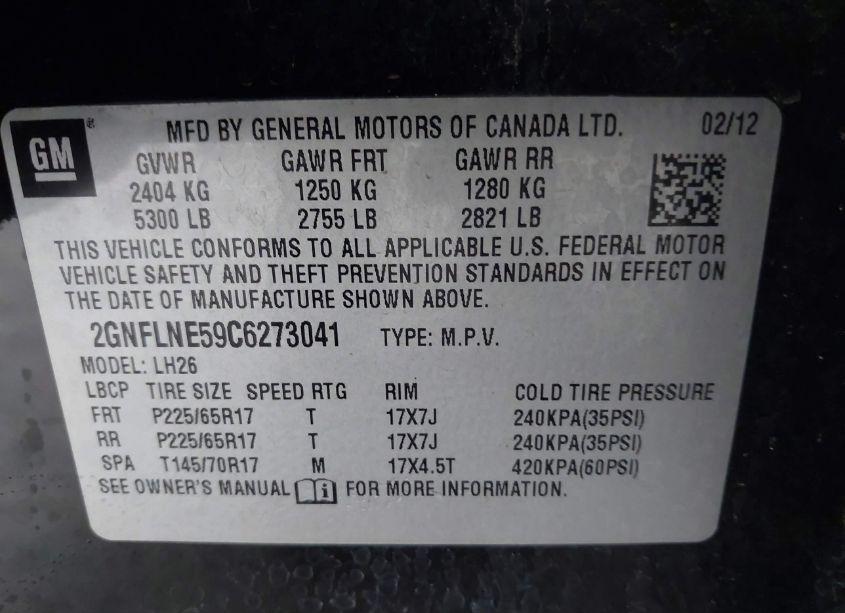 GM ® MFD BY GENERAL MOTORS OF CANADA LTD. 02/12
GVWR GAWR FRT GAWR RR
2404 KG 1250 KG 1280 KG
5300 LB 2755 LB 2821 LB
THIS VEHICLE CONFORMS TO ALL APPLICABLE U.S. FEDERAL MOTOR
VEHICLE SAFETY AND THEFT PREVENTION STANDARDS IN EFFECT ON
THE DATE OF MANUFACTURE SHOWN ABOVE.
2GNFLNE59C6273041 TYPE: M.P.V.
MODEL: LH26
LBCP TIRE SIZE SPEED RTG RIM COLD TIRE PRESSURE
FRT P225/65R17 T 17X7J 240KPA(35PSI)
RR P225/65R17 T 17X7J 240KPA(35PSI)
SPA T145/70R17 M 17X4.5T 420KPA(60PSI)
SEE OWNER'S MANUAL i FOR MORE INFORMATION.